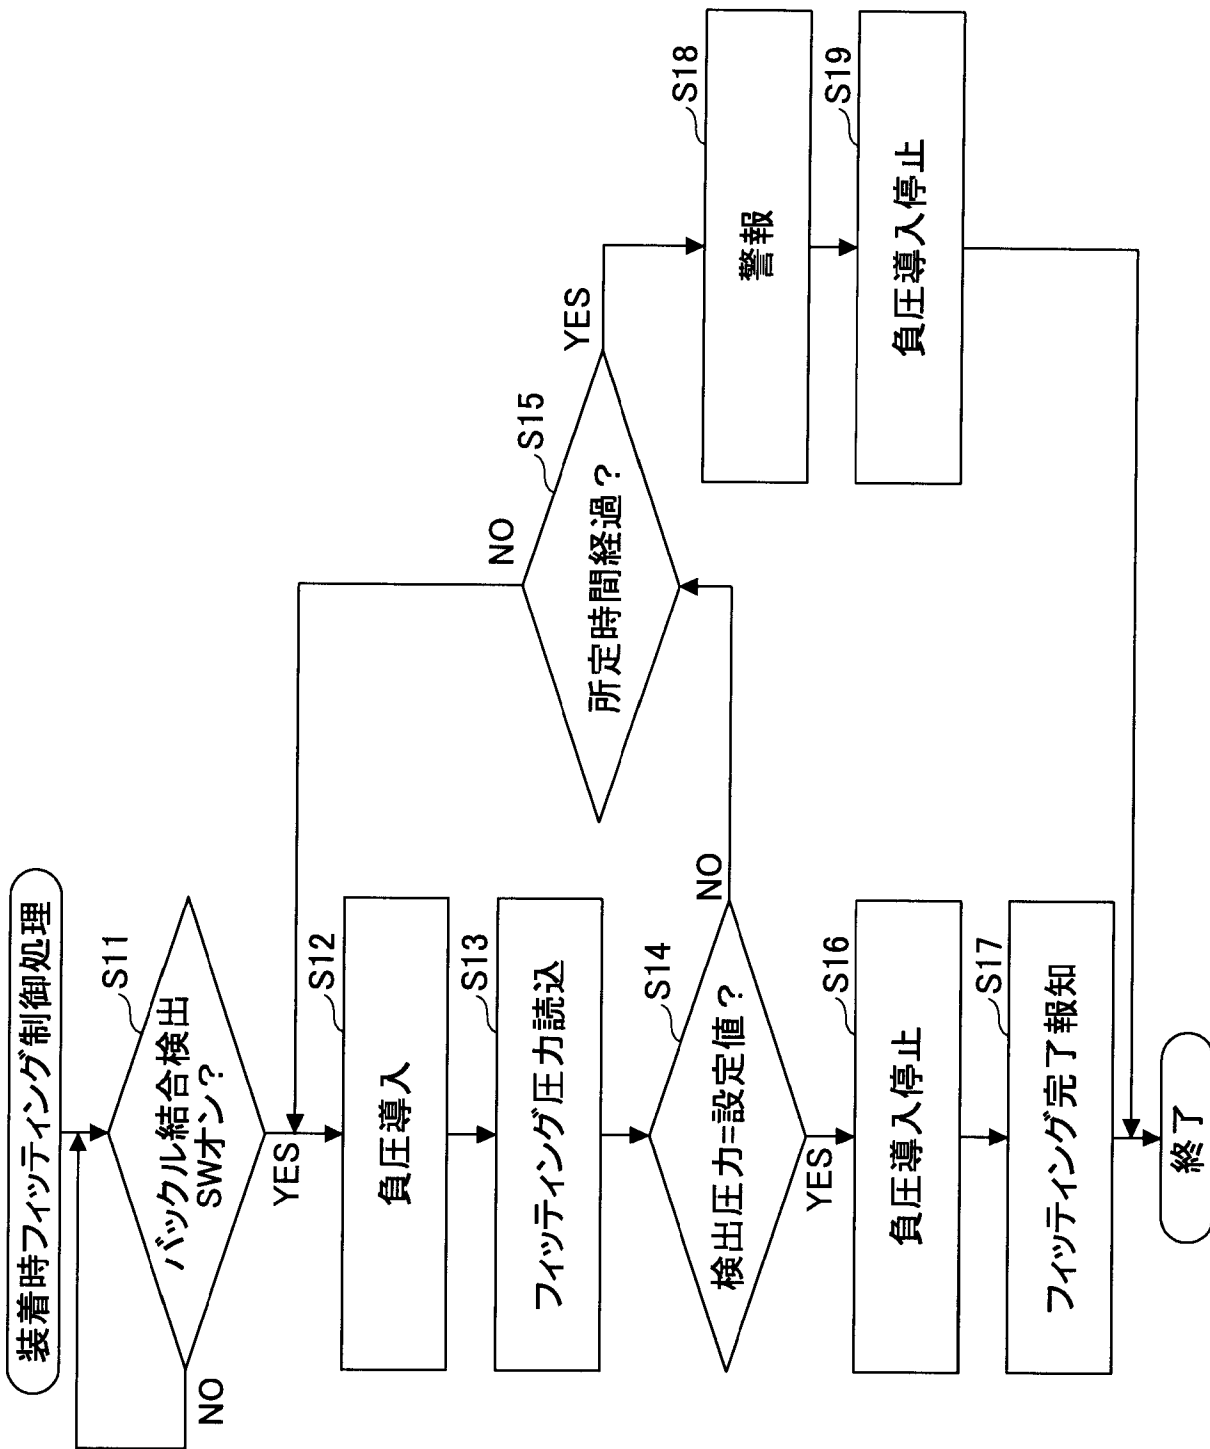 装着時フィッティング制御処理
S11
バックル結合検出
SWオン？
NO
YES
S12
負圧導入
S13
フィッティング圧力読込
S14
検出圧力=設定値？
NO
YES
S15
所定時間経過？
NO
YES
S16
負圧導入停止
S17
フィッティング完了報知
S18
警報
S19
負圧導入停止
終了